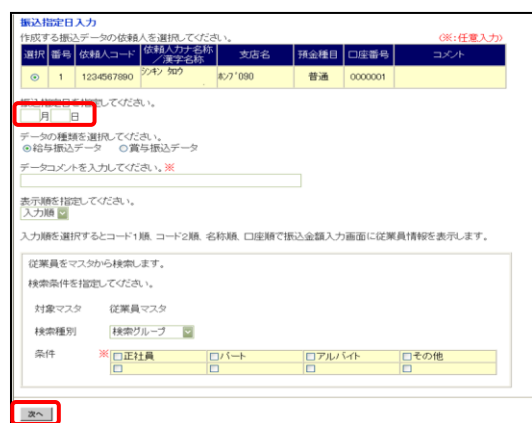 振込指定日入力
作成する振込データの依頼人を選択してください。 (※:任意入力)
選択 番号 依頼人コード 依頼人カナ名称／漢字名称 支店名 預金種目 口座番号 コメント
1 1234567890 シンキン タロウ ホンテ゛090 普通 0000001
振込指定日を指定してください。
月 日
データの種類を選択してください。
給与振込データ 賞与振込データ
データコメントを入力してください。※
表示順を指定してください。
入力順
入力順を選択するとコード1順、コード2順、名称順、口座順で振込金額入力画面に従業員情報を表示します。
従業員をマスタから検索します。
検索条件を指定してください。
対象マスタ 従業員マスタ
検索種別 検索グループ
条件 ※ 正社員 パート アルバイト その他
次へ